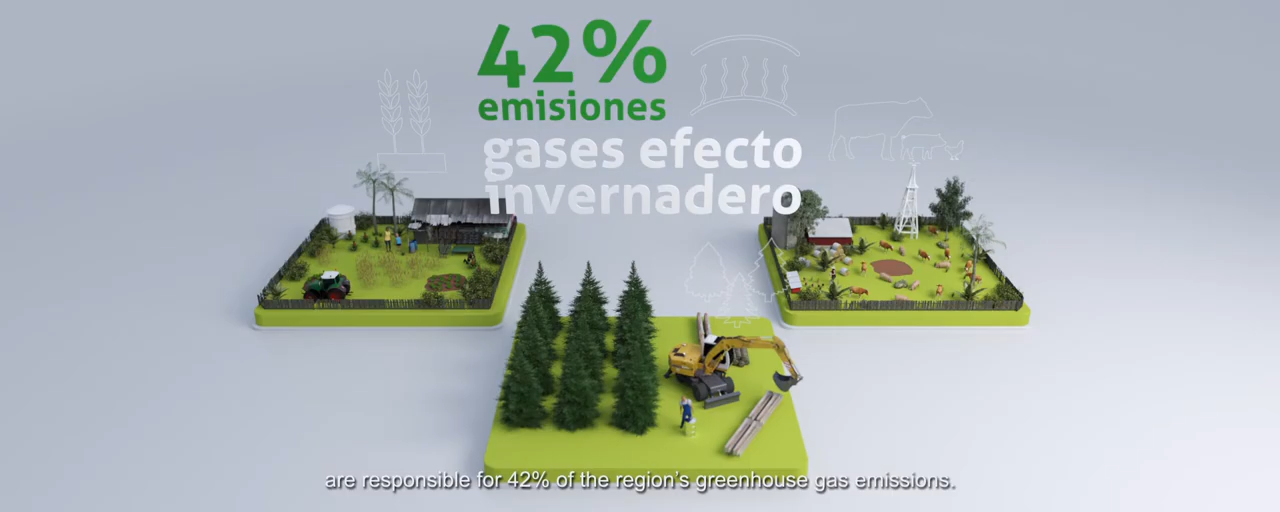 42%
emisiones
gases efecto
invernadero
are responsible for 42% of the region's greenhouse gas emissions.